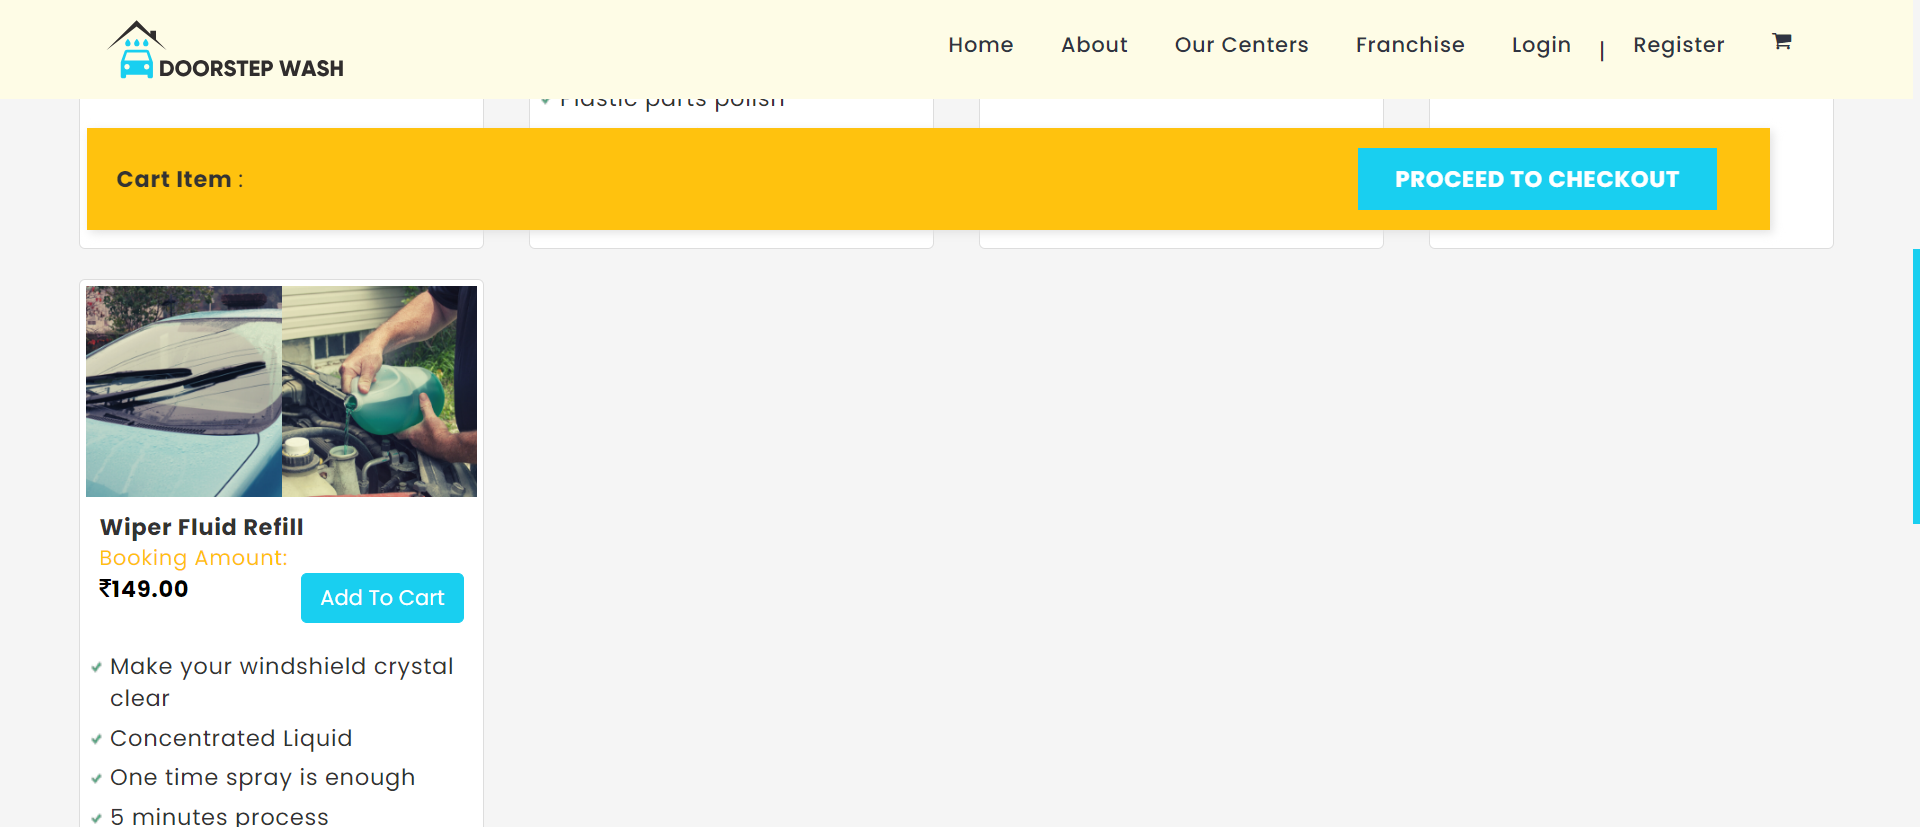 DOORSTEP WASH
Home About Our Centers Franchise Login | Register
Plastic parts polish
Cart Item :
PROCEED TO CHECKOUT
Wiper Fluid Refill
Booking Amount:
₹149.00
Add To Cart
Make your windshield crystal
clear
Concentrated Liquid
One time spray is enough
5 minutes process